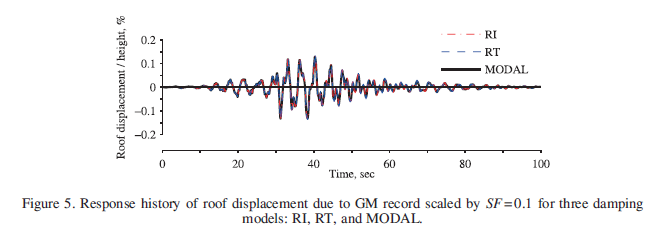 Roof displacement / height, %
0.2
0.1
0
−0.1
−0.2
RI
RT
MODAL
0 20 40 60 80 100
Time, sec
Figure 5. Response history of roof displacement due to GM record scaled by SF=0.1 for three damping
models: RI, RT, and MODAL.